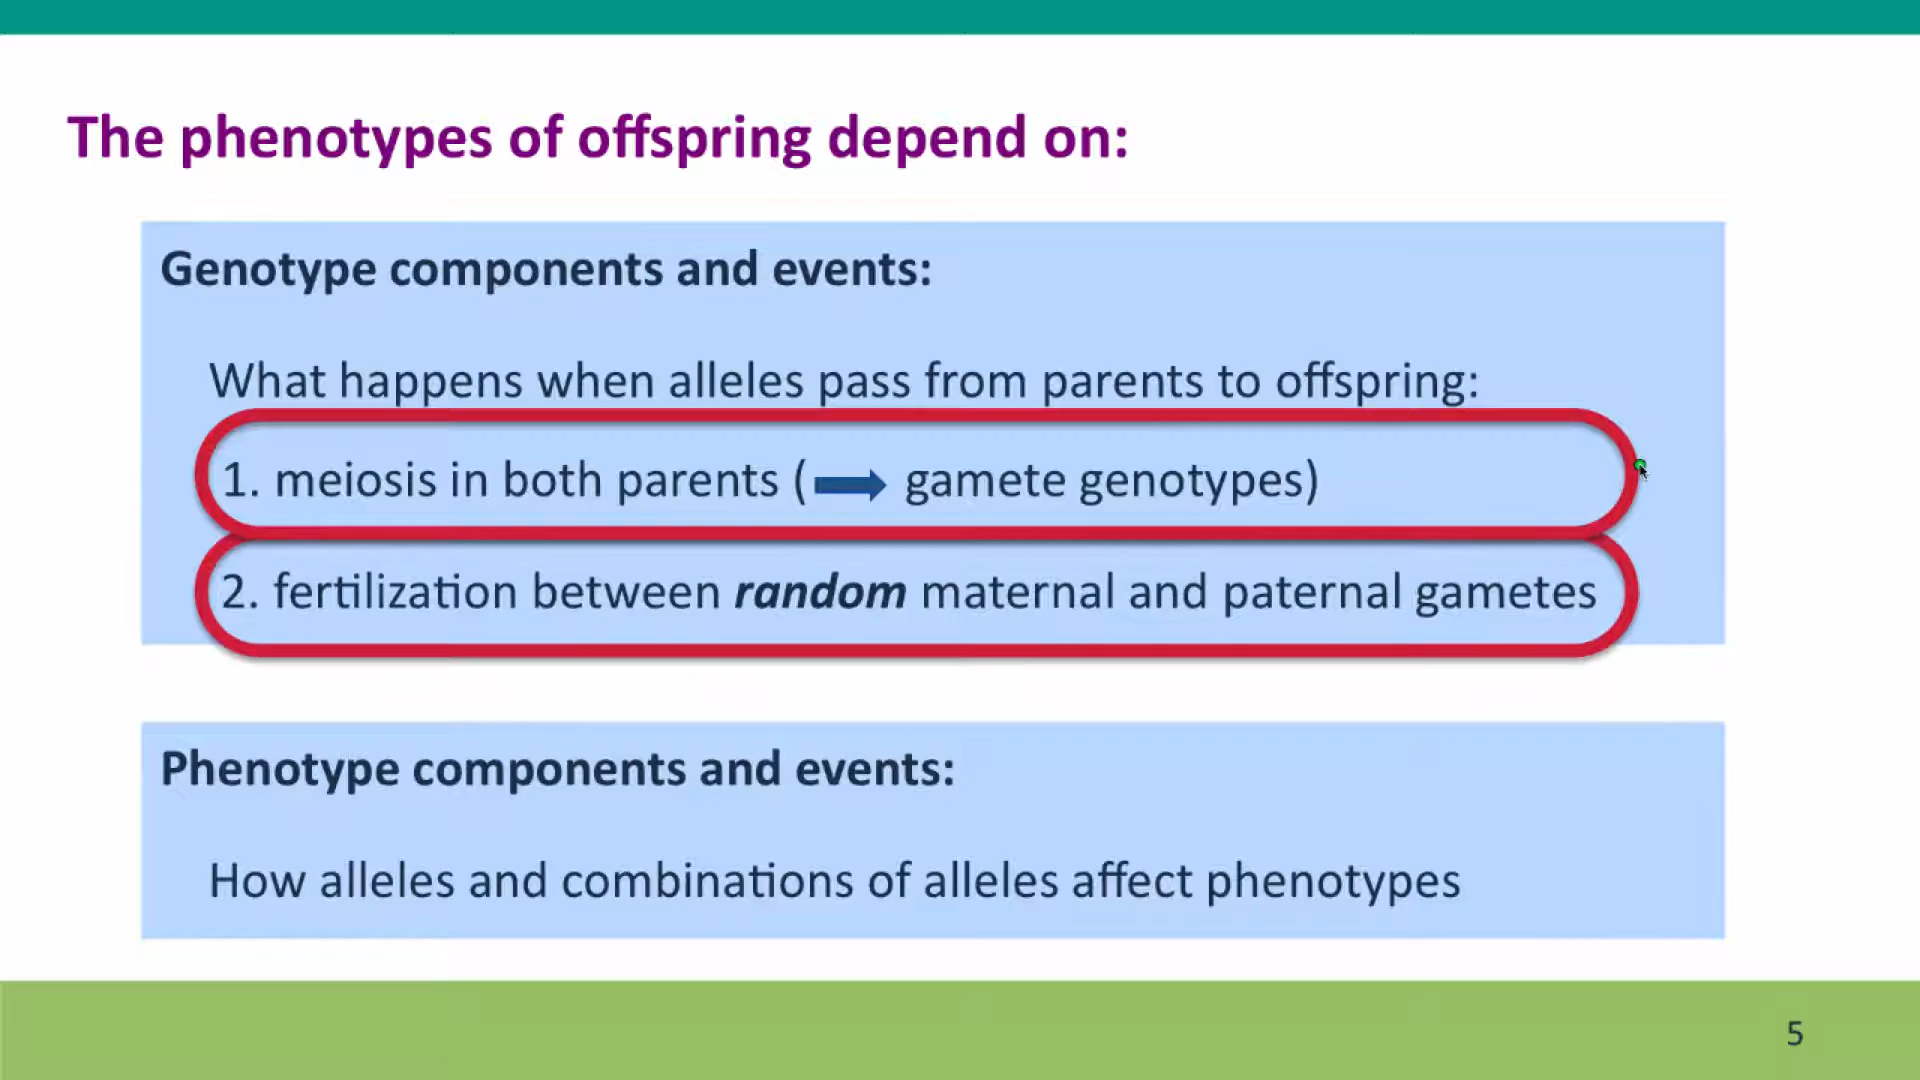 The phenotypes of offspring depend on:
Genotype components and events:
What happens when alleles pass from parents to offspring:
1. meiosis in both parents ( gamete genotypes)
2. fertilization between random maternal and paternal gametes
Phenotype components and events:
How alleles and combinations of alleles affect phenotypes
5